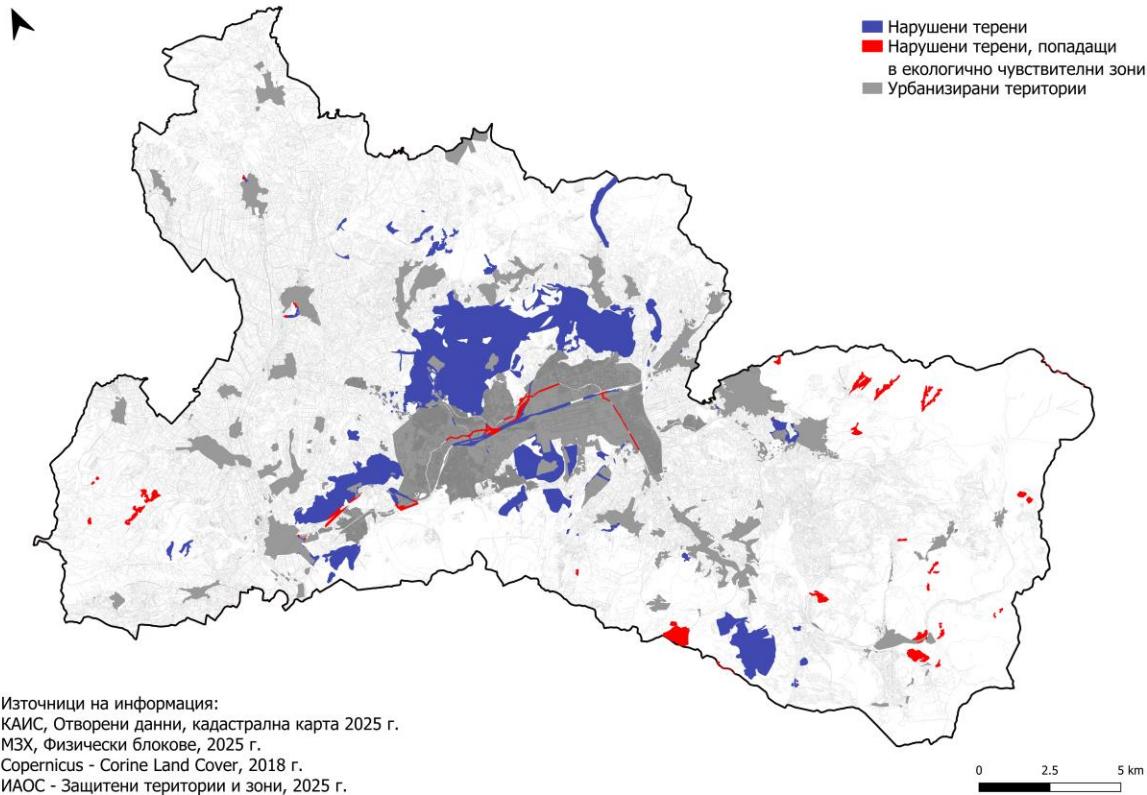 Нарушени терени
Нарушени терени, попадащи
в екологично чувствителни зони
Урбанизирани територии
Източници на информация:
КАИС, Отворени данни, кадастрална карта 2025 г.
МЗХ, Физически блокове, 2025 г.
Copernicus - Corine Land Cover, 2018 г.
ИАОС - Защитени територии и зони, 2025 г.
0 2.5 5 km